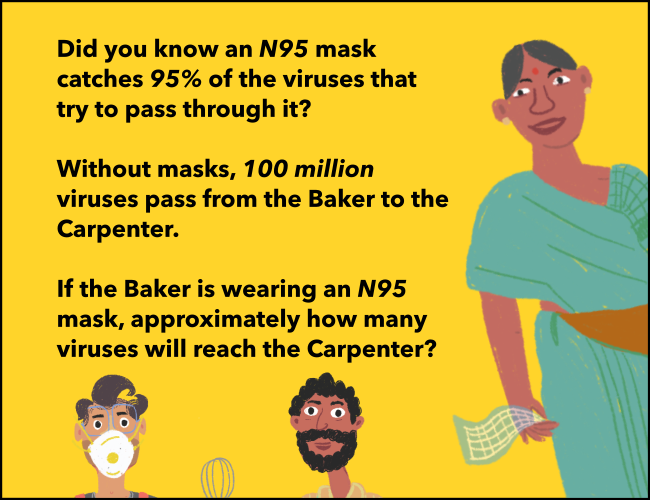 Did you know an N95 mask
catches 95% of the viruses that
try to pass through it?
Without masks, 100 million
viruses pass from the Baker to the
Carpenter.
If the Baker is wearing an N95
mask, approximately how many
viruses will reach the Carpenter?